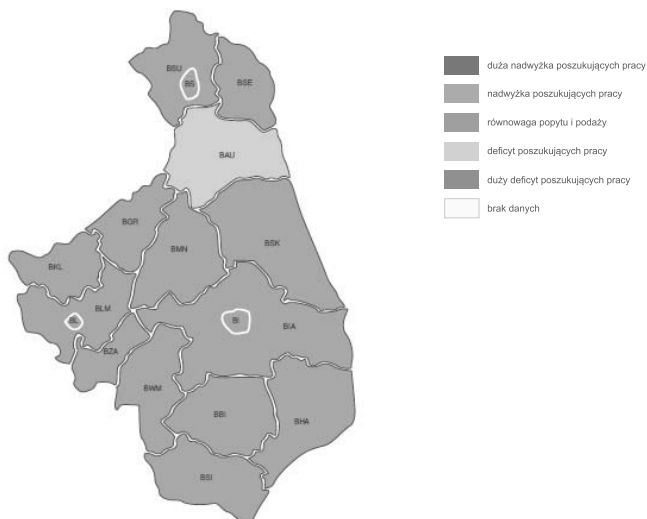 BSU
BS
BSE
BAU
BGR
BMN
BSK
BKL
BL
BLM
BI
BIA
BZA
BWM
BBI
BHA
BSI
duża nadwyżka poszukujących pracy
nadwyżka poszukujących pracy
równowaga popytu i podaży
deficyt poszukujących pracy
duży deficyt poszukujących pracy
brak danych